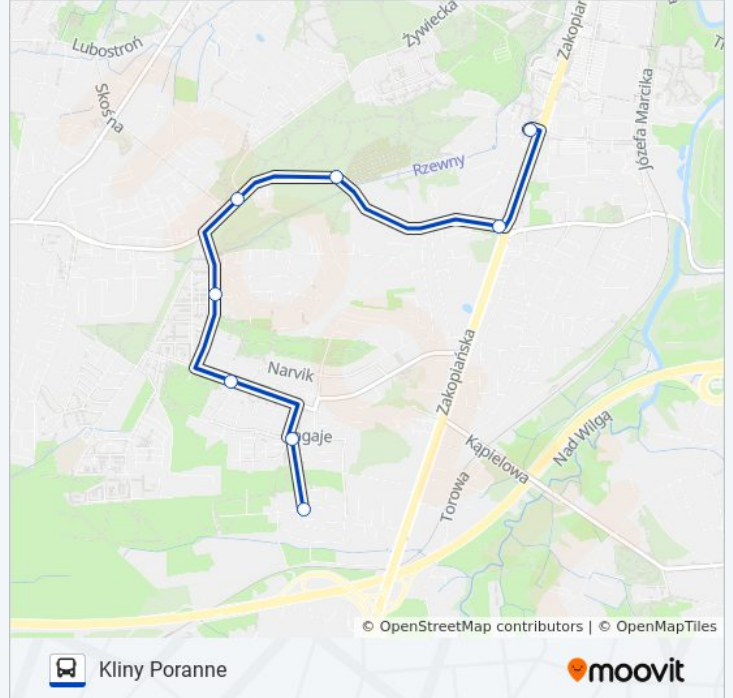 Lubostroń
Żywiecka
Zakopiań
Skośna
Józefa Marcika
Rzewny
Zakopiańska
Narvik
gaje
Kąpielowa
Nad Wilgą
Torowa
© OpenStreetMap contributors | © OpenMapTiles
Kliny Poranne
moovit